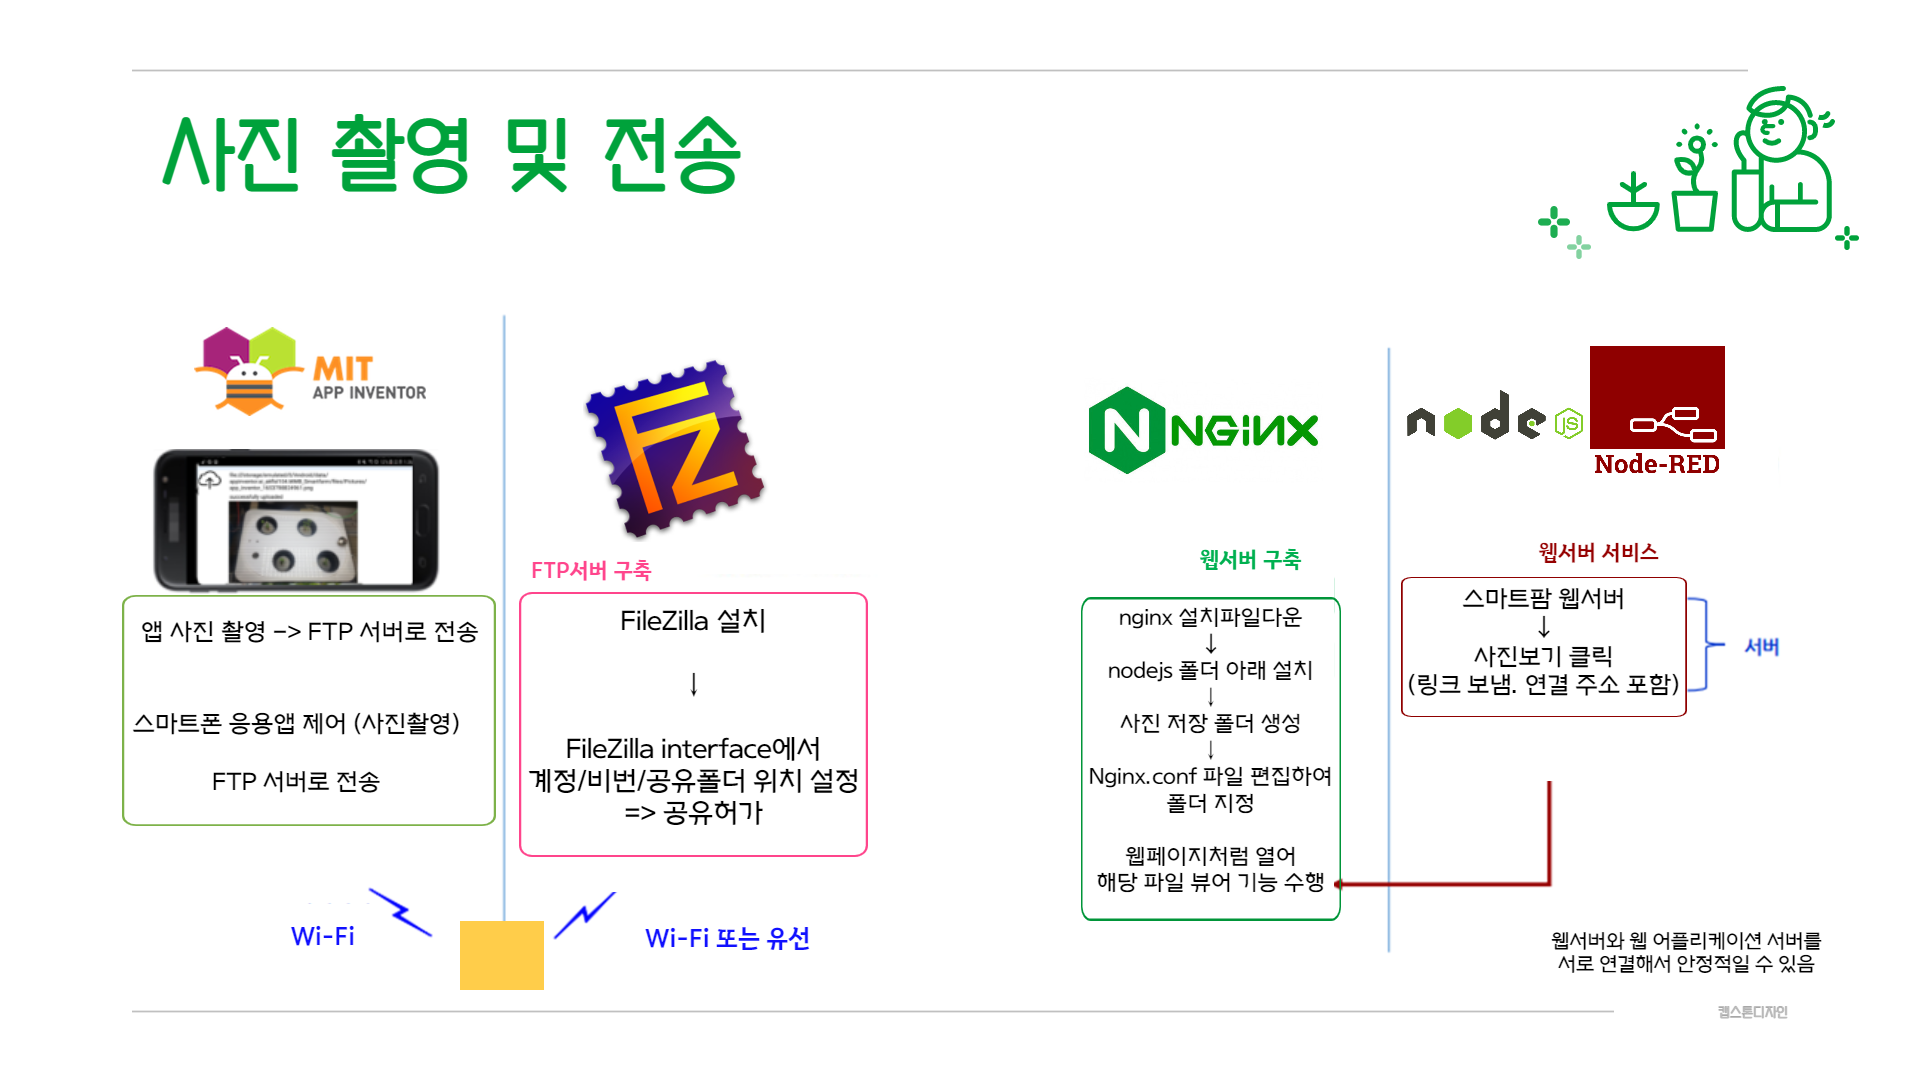 사진 촬영 및 전송
MIT
APP INVENTOR
successfully uploaded
앱 사진 촬영 -> FTP 서버로 전송
스마트폰 응용앱 제어 (사진촬영)
FTP 서버로 전송
Fz
FTP서버 구축
FileZilla 설치
↓
FileZilla interface에서
계정/비번/공유폴더 위치 설정
=> 공유허가
Wi-Fi
Wi-Fi 또는 유선
N NGINX
웹서버 구축
nginx 설치파일다운
↓
nodejs 폴더 아래 설치
↓
사진 저장 폴더 생성
↓
Nginx.conf 파일 편집하여
폴더 지정
웹페이지처럼 열어
해당 파일 뷰어 기능 수행
node JS
Node-RED
웹서버 서비스
스마트팜 웹서버
↓
사진보기 클릭
(링크 보냄. 연결 주소 포함)
서버
웹서버와 웹 어플리케이션 서버를
서로 연결해서 안정적일 수 있음
캡스톤디자인